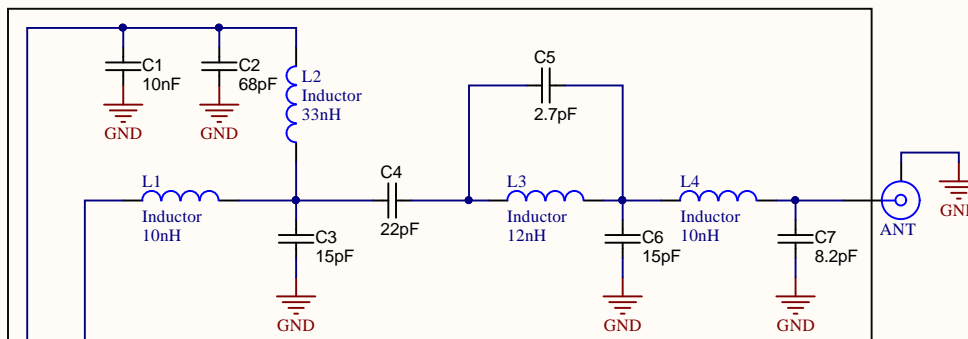 C1
10nF
GND
C2
68pF
GND
L2
Inductor
33nH
C5
2.7pF
L1
Inductor
10nH
C4
22pF
L3
Inductor
12nH
L4
Inductor
10nH
GND
ANT
C3
15pF
GND
C6
15pF
GND
C7
8.2pF
GND